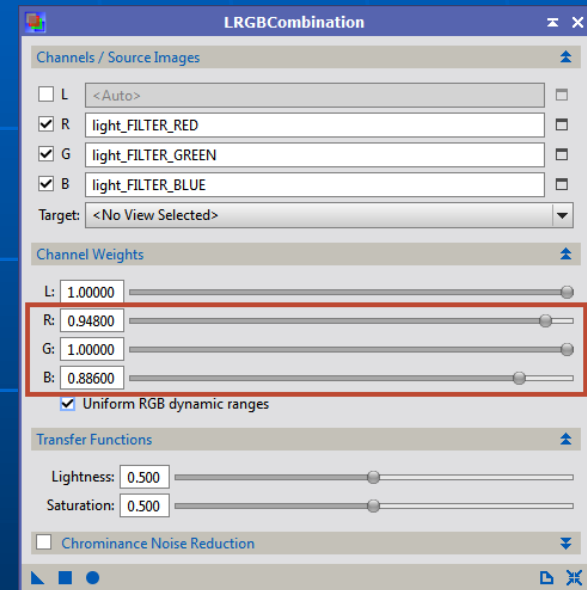 LRGBCombination
Channels / Source Images
L <Auto>
R light_FILTER_RED
G light_FILTER_GREEN
B light_FILTER_BLUE
Target: <No View Selected>
Channel Weights
L: 1.00000
R: 0.94800
G: 1.00000
B: 0.88600
Uniform RGB dynamic ranges
Transfer Functions
Lightness: 0.500
Saturation: 0.500
Chrominance Noise Reduction